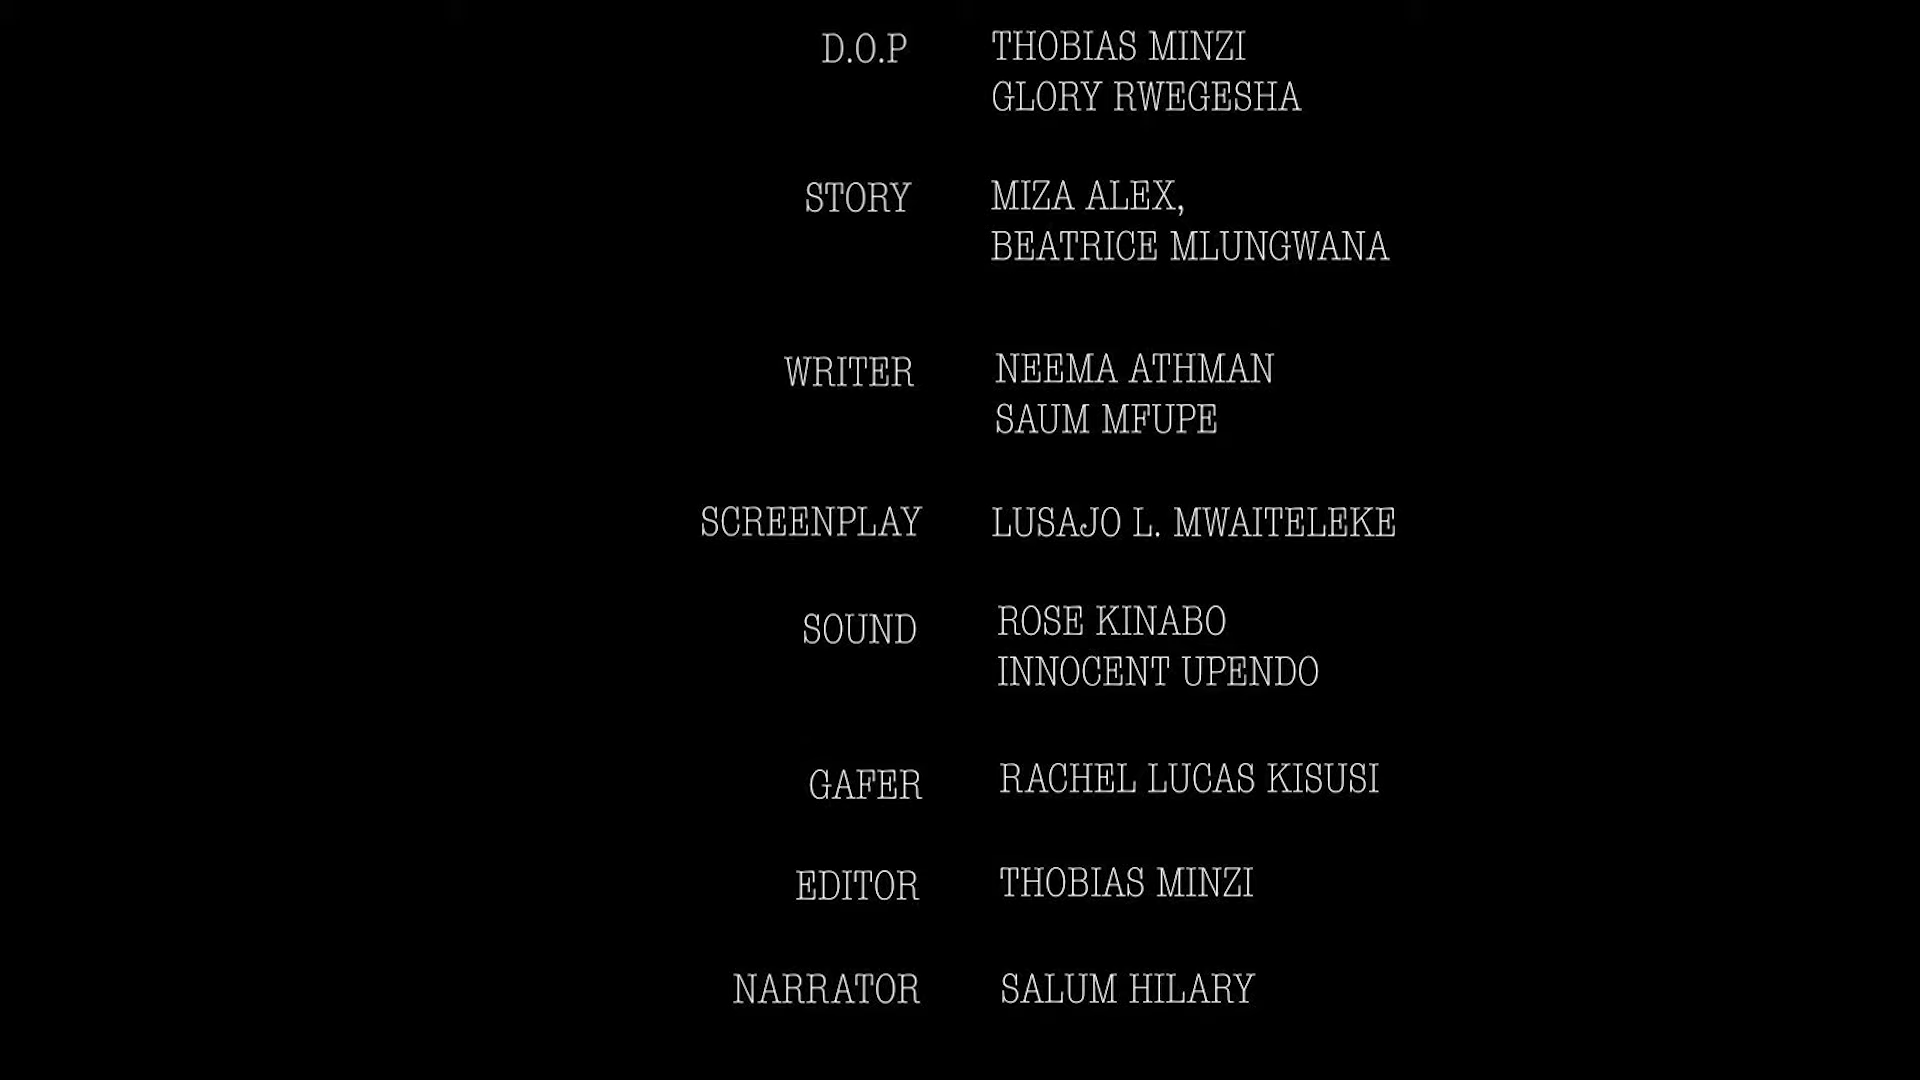 D.O.P THOBIAS MINZI
GLORY RWEGESHA
STORY MIZA ALEX,
BEATRICE MLUNGWANA
WRITER NEEMA ATHMAN
SAUM MFUPE
SCREENPLAY LUSAJO L. MWAITELEKE
SOUND ROSE KINABO
INNOCENT UPENDO
GAFER RACHEL LUCAS KISUSI
EDITOR THOBIAS MINZI
NARRATOR SALUM HILARY